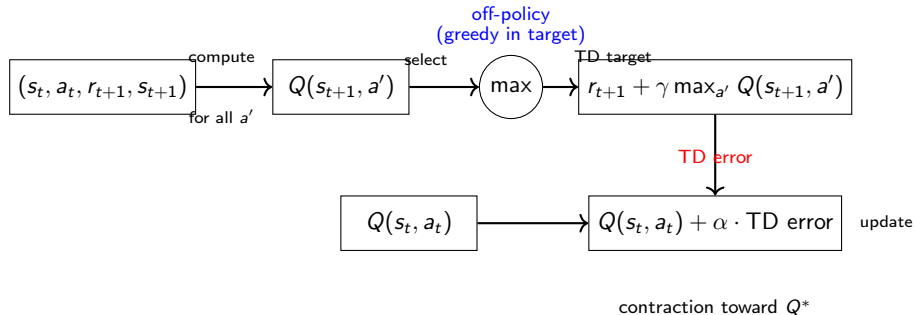 off-policy
(greedy in target)
compute
select
TD target
(s_t, a_t, r_{t+1}, s_{t+1})
Q(s_{t+1}, a′)
max
r_{t+1} + γ max_{a′} Q(s_{t+1}, a′)
for all a′
TD error
Q(s_t, a_t)
Q(s_t, a_t) + α · TD error
update
contraction toward Q*